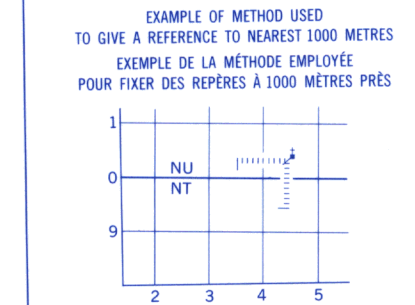 EXAMPLE OF METHOD USED
TO GIVE A REFERENCE TO NEAREST 1000 METRES
EXEMPLE DE LA MÉTHODE EMPLOYÉE
POUR FIXER DES REPÈRES À 1000 MÈTRES PRÈS
1
NU
0
NT
9
2 3 4 5